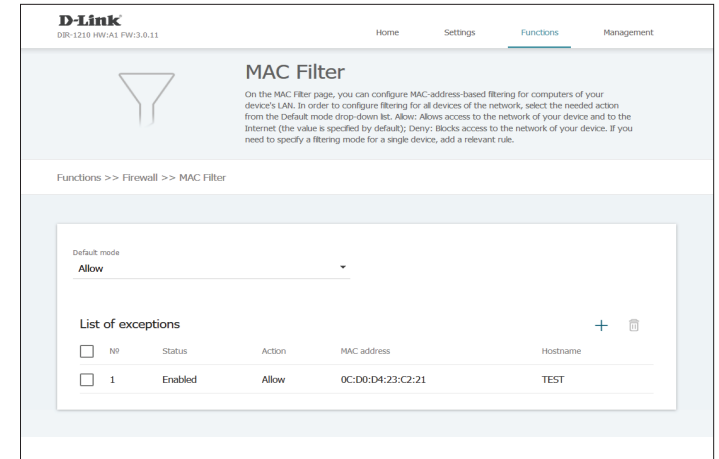 D-Link
DIR-1210 HW:A1 FW:3.0.11
Home Settings Functions Management
MAC Filter
On the MAC Filter page, you can configure MAC-address-based filtering for computers of your
device's LAN. In order to configure filtering for all devices of the network, select the needed action
from the Default mode drop-down list. Allow: Allows access to the network of your device and to the
Internet (the value is specified by default); Deny: Blocks access to the network of your device. If you
need to specify a filtering mode for a single device, add a relevant rule.
Functions >> Firewall >> MAC Filter
Default mode
Allow
List of exceptions
Nº Status Action MAC address Hostname
1 Enabled Allow 0C:D0:D4:23:C2:21 TEST